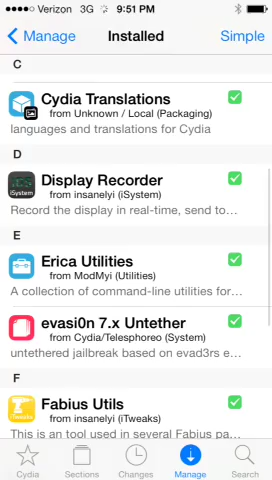 Verizon 3G 9:51 PM
Manage Installed Simple
C
Cydia Translations
from Unknown / Local (Packaging)
languages and translations for Cydia
D
Display Recorder
iSystem
from insanelyi (iSystem)
Record the display in real-time, send to…
E
Erica Utilities
from ModMyi (Utilities)
A collection of command-line utilities for…
evasi0n 7.x Untether
from Cydia/Telesphoreo (System)
untethered jailbreak based on evad3rs e…
F
Fabius Utils
iTweaks
from insanelyi (iTweaks)
This is an tool used in several Fabius pa…
Cydia Sections Changes Manage Search